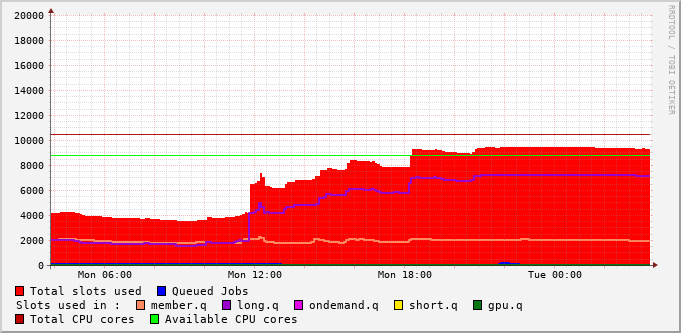 20000
18000
16000
14000
12000
10000
8000
6000
4000
2000
0
Mon 06:00 Mon 12:00 Mon 18:00 Tue 00:00
RRDTOOL / TOBI OETIKER
Total slots used Queued Jobs
Slots used in : member.q long.q ondemand.q short.q gpu.q
Total CPU cores Available CPU cores